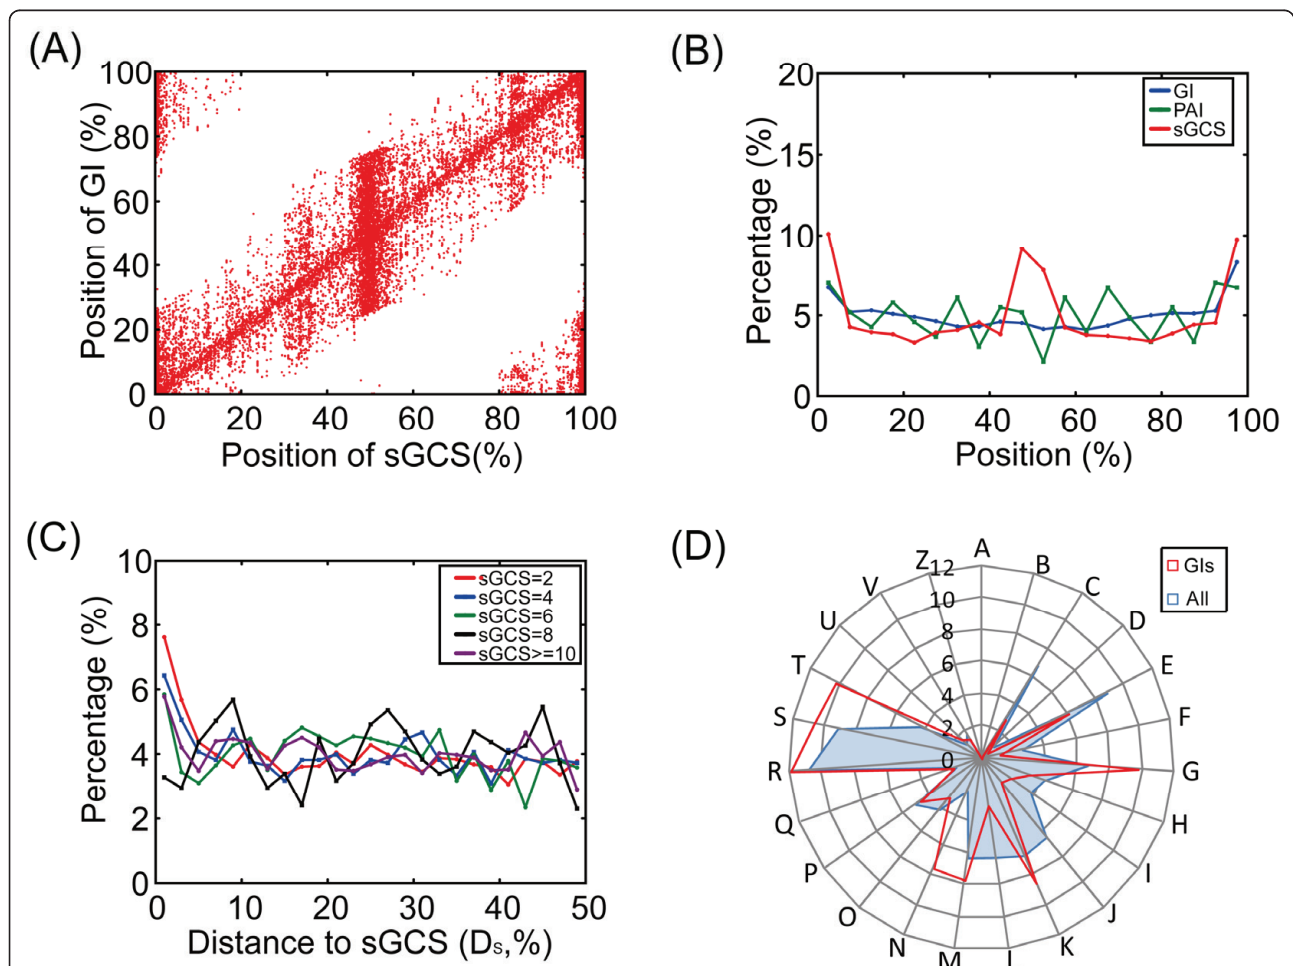 (A)
100
80
60
40
20
0
Position of GI (%)
0 20 40 60 80 100
Position of sGCS(%)
(B)
20
15
10
5
0
Percentage (%)
GI
PAI
sGCS
0 20 40 60 80 100
Position (%)
(C)
10
8
6
4
2
0
Percentage (%)
sGCS=2
sGCS=4
sGCS=6
sGCS=8
sGCS>=10
0 10 20 30 40 50
Distance to sGCS (Ds,%)
(D)
GIs
All
12
10
8
6
4
2
0
A
B
C
D
E
F
G
H
I
J
K
L
M
N
O
P
Q
R
S
T
U
V
Z